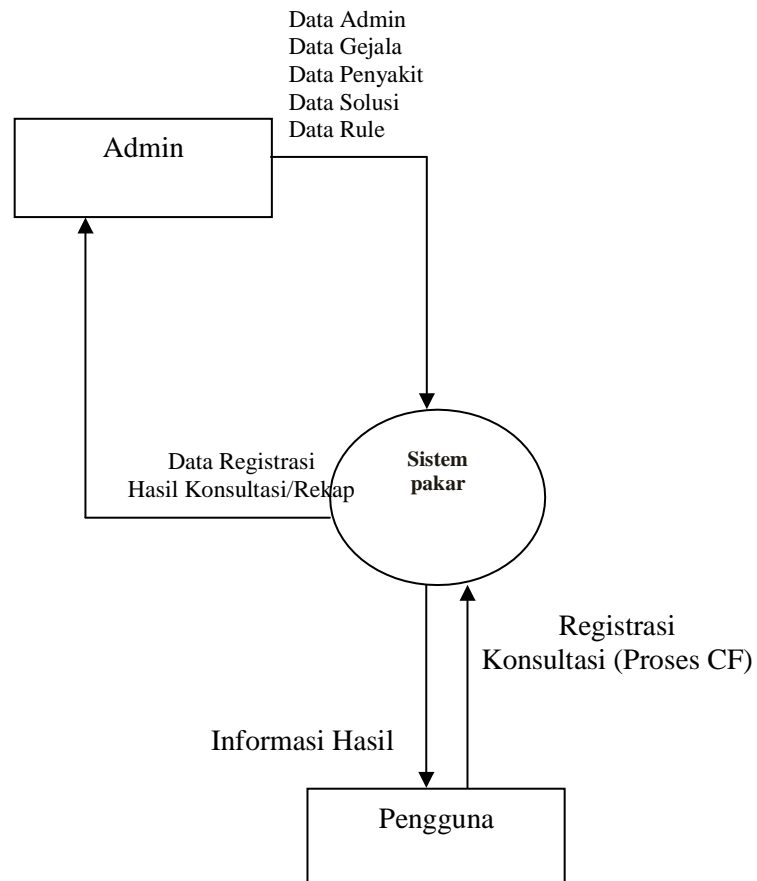 Data Admin
Data Gejala
Data Penyakit
Data Solusi
Data Rule
Admin
Sistem
pakar
Data Registrasi
Hasil Konsultasi/Rekap
Registrasi
Konsultasi (Proses CF)
Informasi Hasil
Pengguna